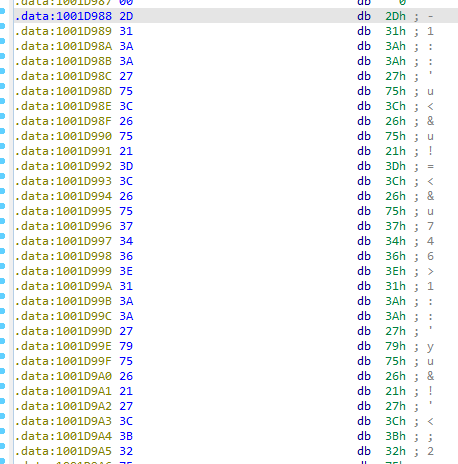 .data:1001D987 00 db 0
.data:1001D988 2D db 2Dh ; -
.data:1001D989 31 db 31h ; 1
.data:1001D98A 3A db 3Ah ; :
.data:1001D98B 3A db 3Ah ; :
.data:1001D98C 27 db 27h ; '
.data:1001D98D 75 db 75h ; u
.data:1001D98E 3C db 3Ch ; <
.data:1001D98F 26 db 26h ; &
.data:1001D990 75 db 75h ; u
.data:1001D991 21 db 21h ; !
.data:1001D992 3D db 3Dh ; =
.data:1001D993 3C db 3Ch ; <
.data:1001D994 26 db 26h ; &
.data:1001D995 75 db 75h ; u
.data:1001D996 37 db 37h ; 7
.data:1001D997 34 db 34h ; 4
.data:1001D998 36 db 36h ; 6
.data:1001D999 3E db 3Eh ; >
.data:1001D99A 31 db 31h ; 1
.data:1001D99B 3A db 3Ah ; :
.data:1001D99C 3A db 3Ah ; :
.data:1001D99D 27 db 27h ; '
.data:1001D99E 79 db 79h ; y
.data:1001D99F 75 db 75h ; u
.data:1001D9A0 26 db 26h ; &
.data:1001D9A1 21 db 21h ; !
.data:1001D9A2 27 db 27h ; '
.data:1001D9A3 3C db 3Ch ; <
.data:1001D9A4 3B db 3Bh ; ;
.data:1001D9A5 32 db 32h ; 2
.data:1001D9A6 75 db 75h ;